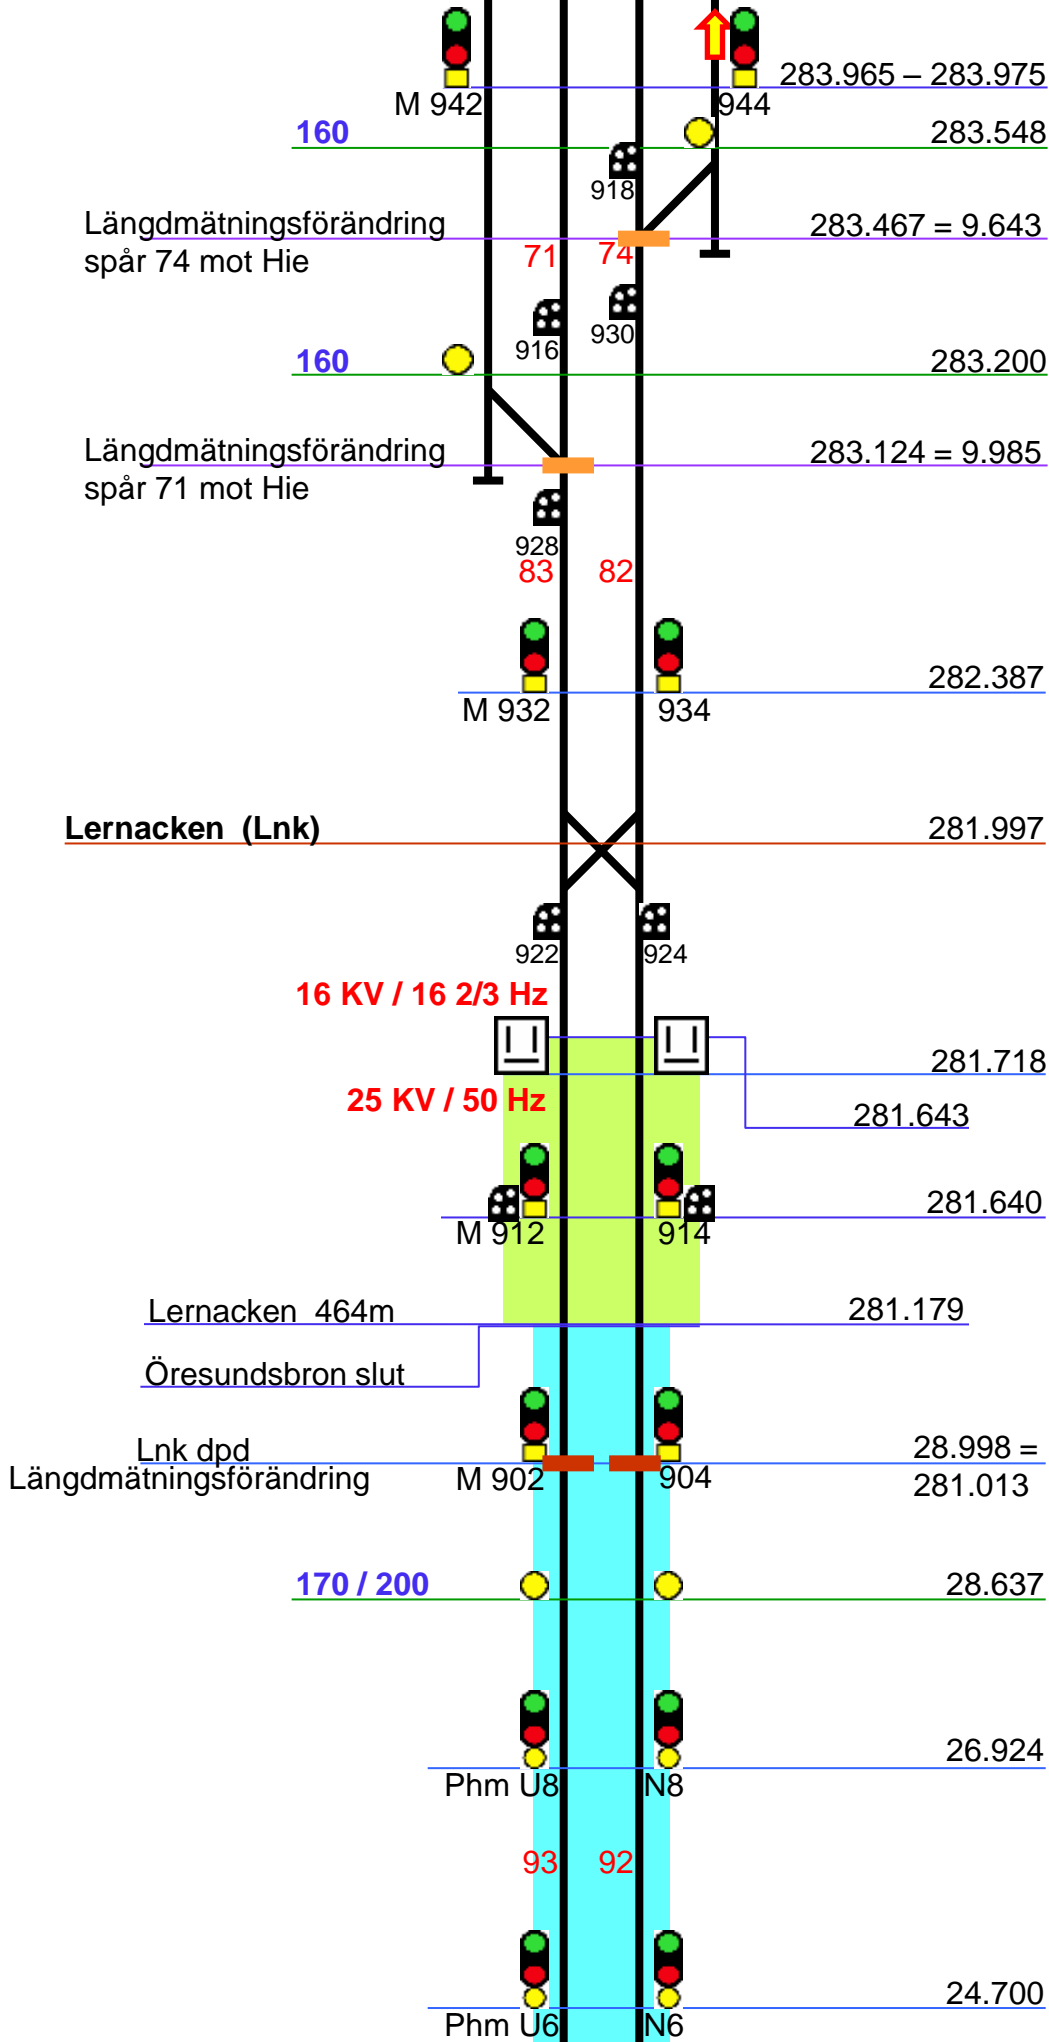 283.965 – 283.975
M 942
944
160
283.548
918
Längdmätningsförändring
283.467 = 9.643
spår 74 mot Hie
71
74
930
916
160
283.200
Längdmätningsförändring
283.124 = 9.985
spår 71 mot Hie
928
83
82
282.387
M 932
934
Lernacken (Lnk)
281.997
922
924
16 KV / 16 2/3 Hz
281.718
25 KV / 50 Hz
281.643
281.640
M 912
914
Lernacken 464m
281.179
Öresundsbron slut
Lnk dpd
28.998 =
Längdmätningsförändring
M 902
904
281.013
170 / 200
28.637
26.924
Phm U8
N8
93
92
24.700
Phm U6
N6